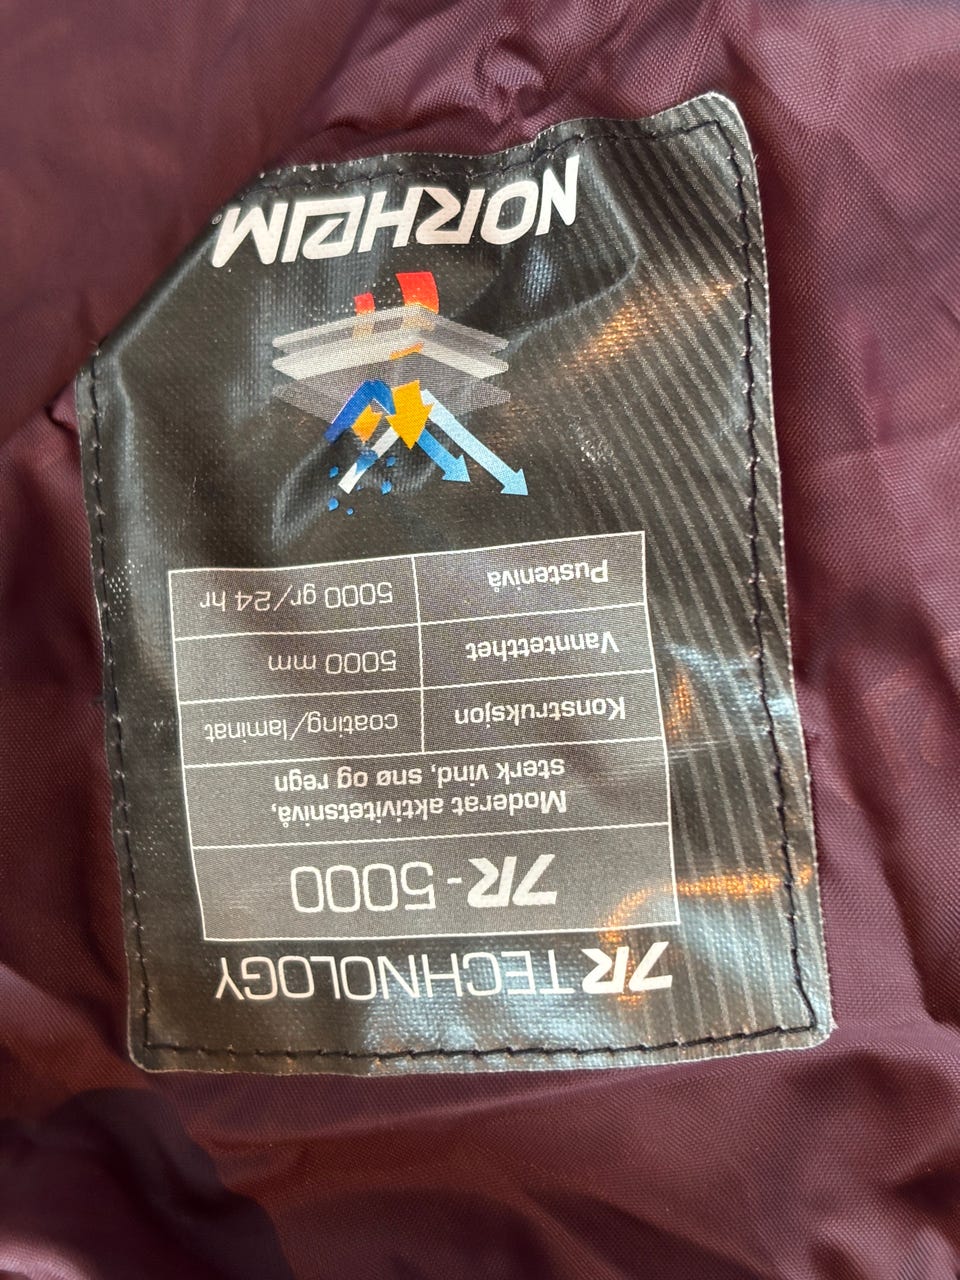 7R TECHNOLOGY
7R-5000
Moderat aktivitetsnivå,
sterk vind, snø og regn
Konstruksjon coating/laminat
Vanntetthet 5000 mm
Pustenivå 5000 gr/24 hr
NORHEIM®